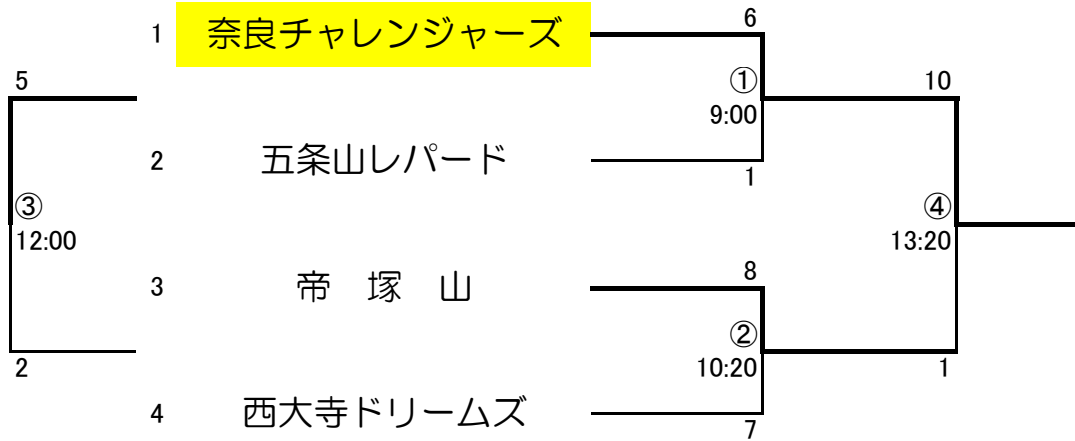 1 奈良チャレンジャーズ 6
5 ① 10
9:00
2 五条山レパード 1
③ ④
12:00 13:20
3 帝 塚 山 8
②
2 10:20 1
4 西大寺ドリームズ 7